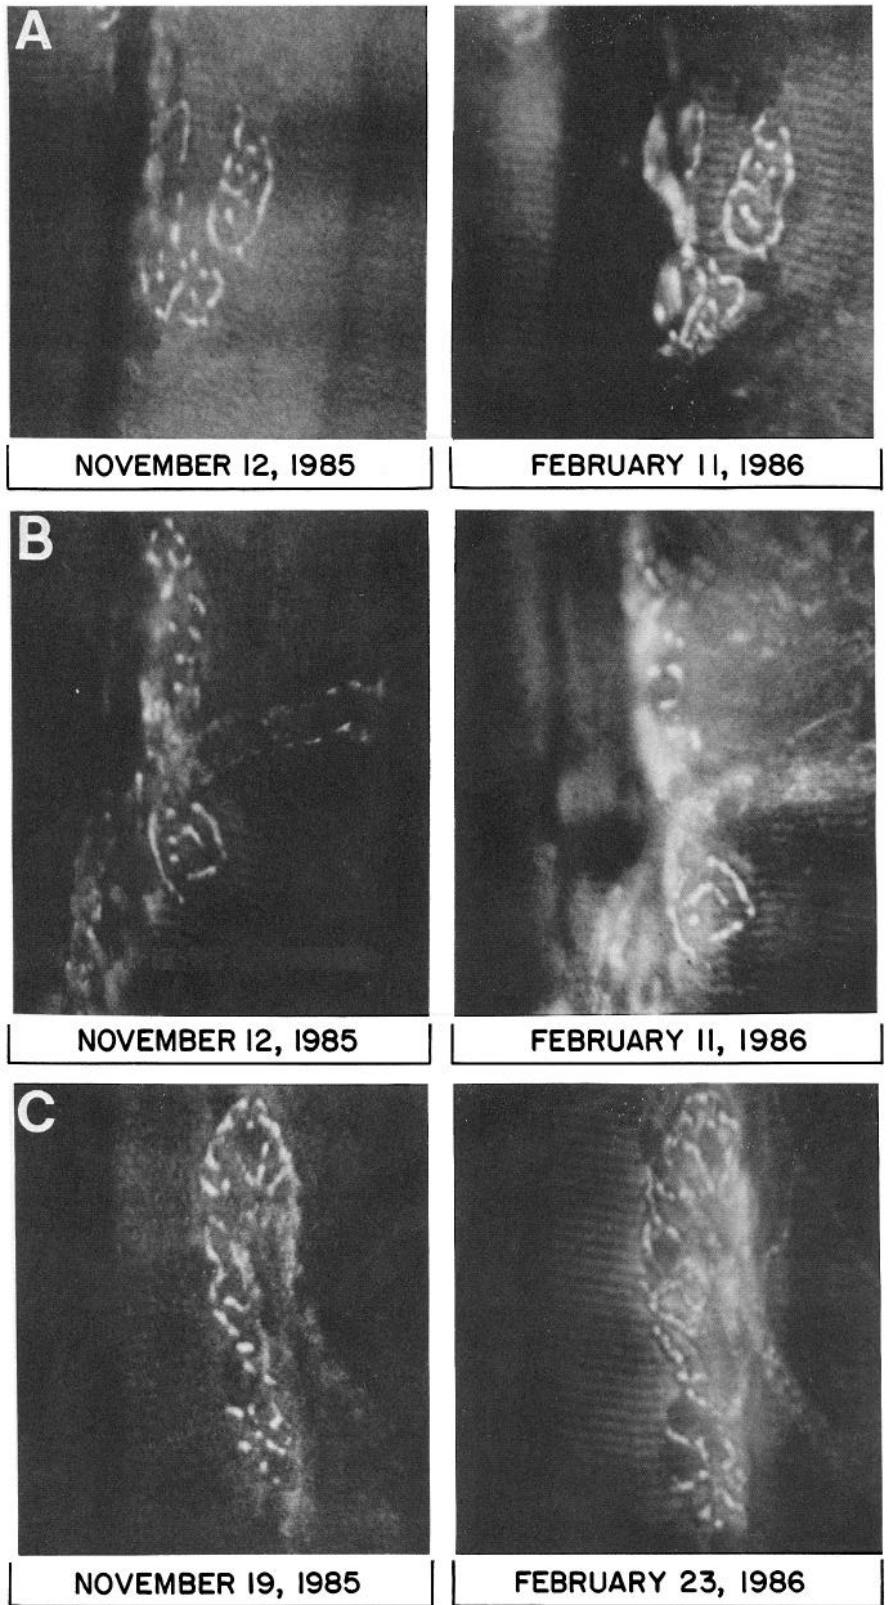 A
NOVEMBER 12, 1985
FEBRUARY 11, 1986
B
NOVEMBER 12, 1985
FEBRUARY 11, 1986
C
NOVEMBER 19, 1985
FEBRUARY 23, 1986